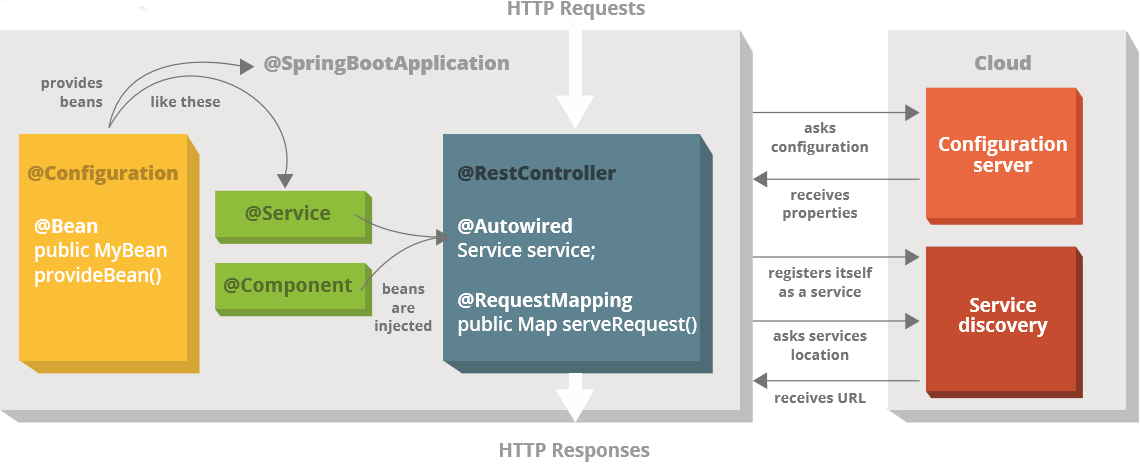 HTTP Requests
@SpringBootApplication
provides
beans
like these
@Configuration
@Bean
public MyBean
provideBean()
@Service
@Component
beans
are
injected
@RestController
@Autowired
Service service;
@RequestMapping
public Map serveRequest()
HTTP Responses
asks
configuration
receives
properties
registers itself
as a service
asks services
location
receives URL
Cloud
Configuration
server
Service
discovery